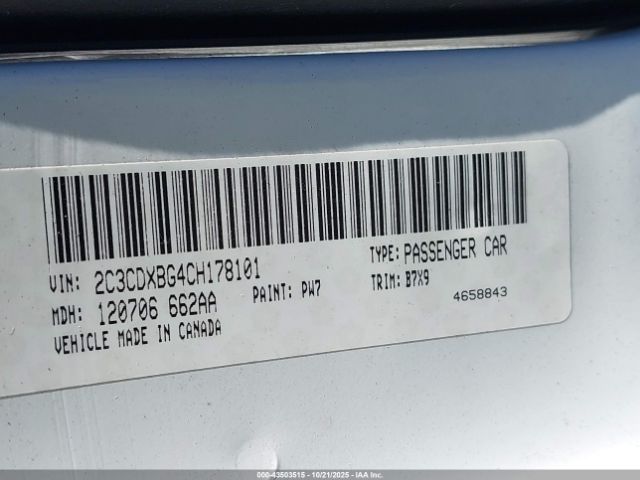 VIN: 2C3CDXBG4CH178101 TYPE: PASSENGER CAR
MDH: 120706 662AA PAINT: PW7 TRIM: B7X9
VEHICLE MADE IN CANADA 4658843
000-43503515 - 10/21/2025 - IAA Inc.